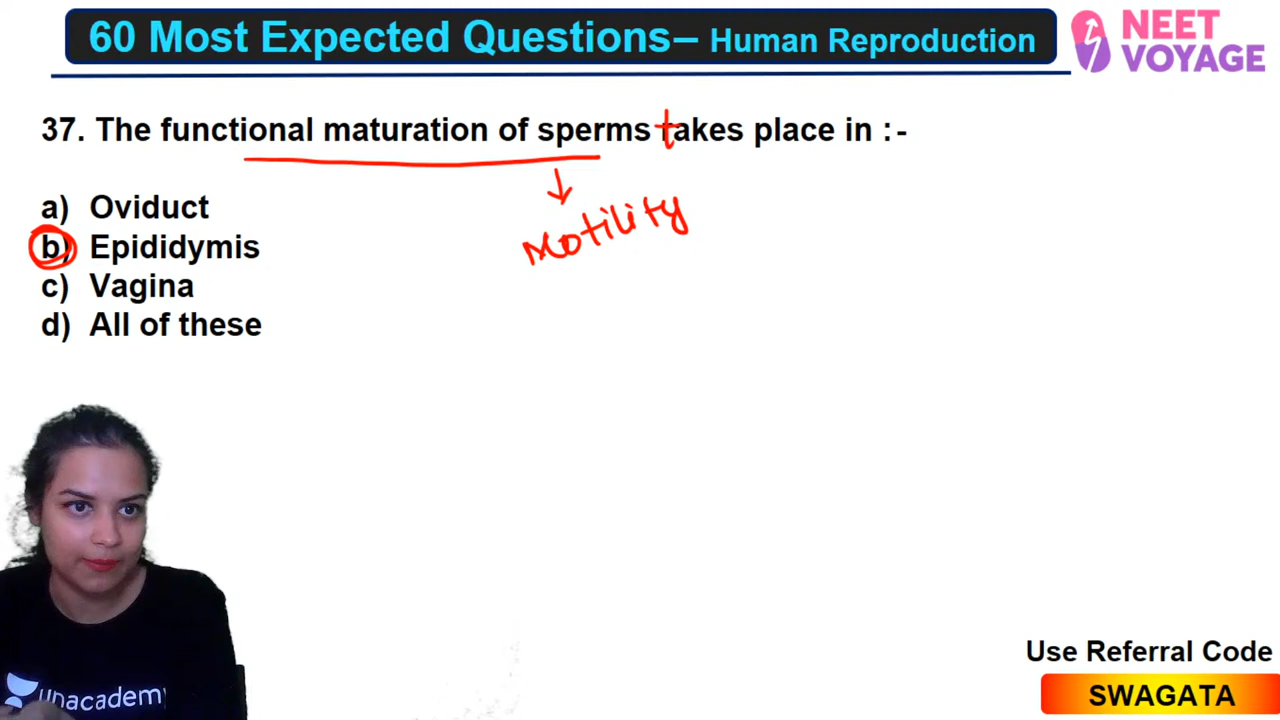 60 Most Expected Questions– Human Reproduction
NEET
VOYAGE
37. The functional maturation of sperms takes place in :-
a) Oviduct
b) Epididymis
c) Vagina
d) All of these
Motility
unacademy
Use Referral Code
SWAGATA